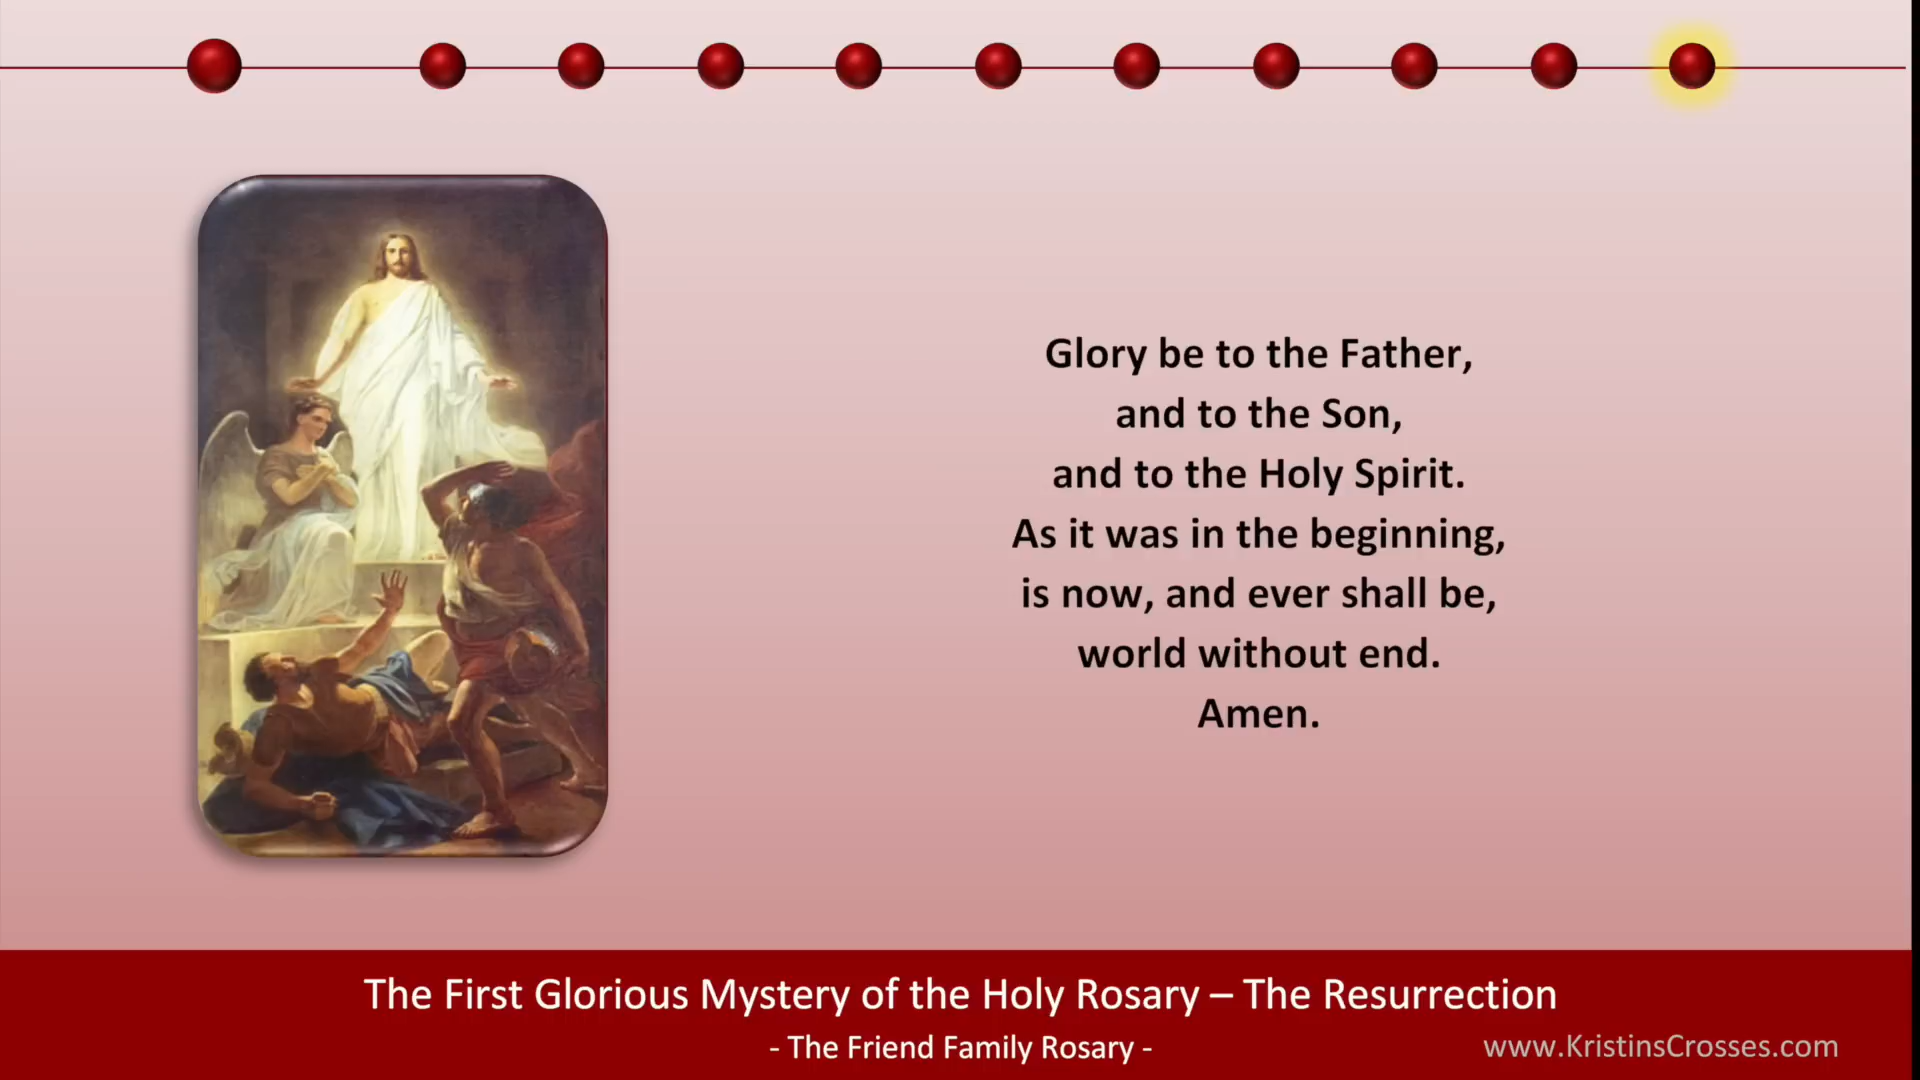 Glory be to the Father,
and to the Son,
and to the Holy Spirit.
As it was in the beginning,
is now, and ever shall be,
world without end.
Amen.
The First Glorious Mystery of the Holy Rosary – The Resurrection
- The Friend Family Rosary -
www.KristinsCrosses.com